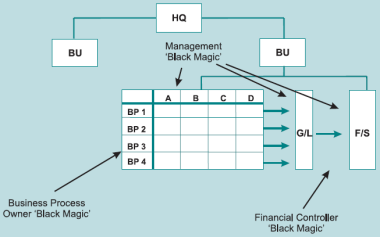 HQ
BU
BU
Management
'Black Magic'
A B C D
BP 1
BP 2
BP 3
BP 4
G/L
F/S
Business Process
Owner 'Black Magic'
Financial Controller
'Black Magic'